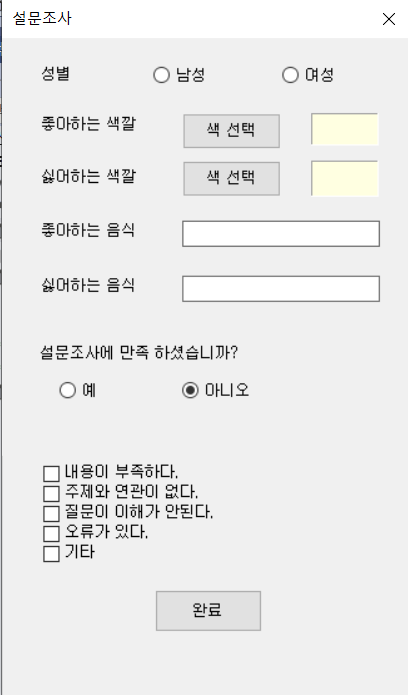 설문조사
성별 남성 여성
좋아하는 색깔 색 선택
싫어하는 색깔 색 선택
좋아하는 음식
싫어하는 음식
설문조사에 만족 하셨습니까?
예 아니오
내용이 부족하다.
주제와 연관이 없다.
질문이 이해가 안된다.
오류가 있다.
기타
완료